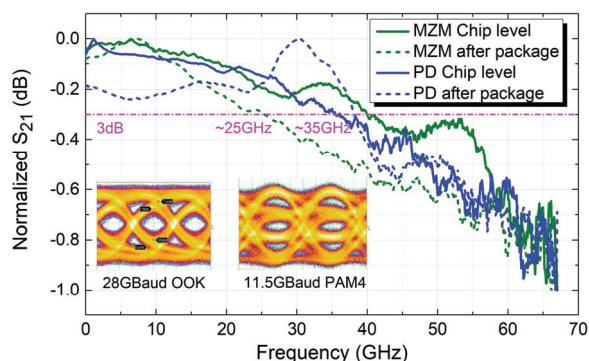 MZM Chip level
MZM after package
PD Chip level
PD after package
Normalized S21 (dB)
0.0
-0.2
-0.4
-0.6
-0.8
-1.0
3dB
~25GHz
~35GHz
28GBaud OOK
11.5GBaud PAM4
0 10 20 30 40 50 60 70
Frequency (GHz)